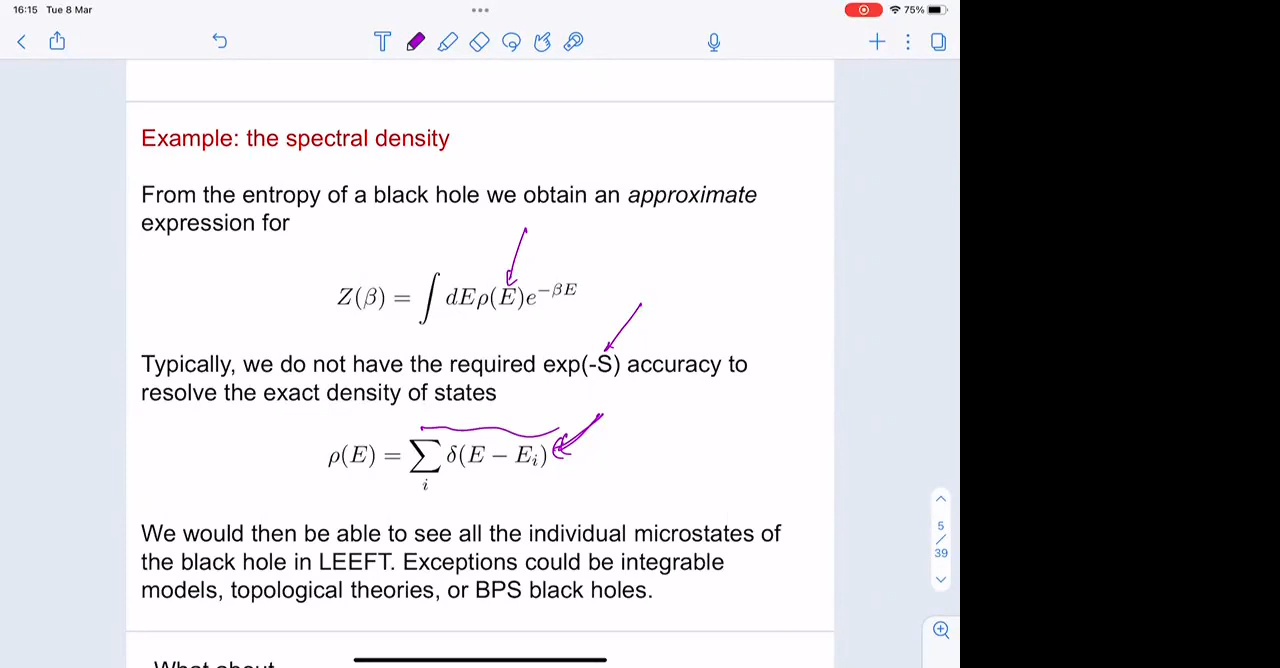 16:15 Tue 8 Mar
75%
Example: the spectral density
From the entropy of a black hole we obtain an approximate
expression for
Z(β) = ∫ dEρ(E)e^{−βE}
Typically, we do not have the required exp(-S) accuracy to
resolve the exact density of states
ρ(E) = ∑_i δ(E − E_i)
5
/
39
We would then be able to see all the individual microstates of
the black hole in LEEFT. Exceptions could be integrable
models, topological theories, or BPS black holes.
What about